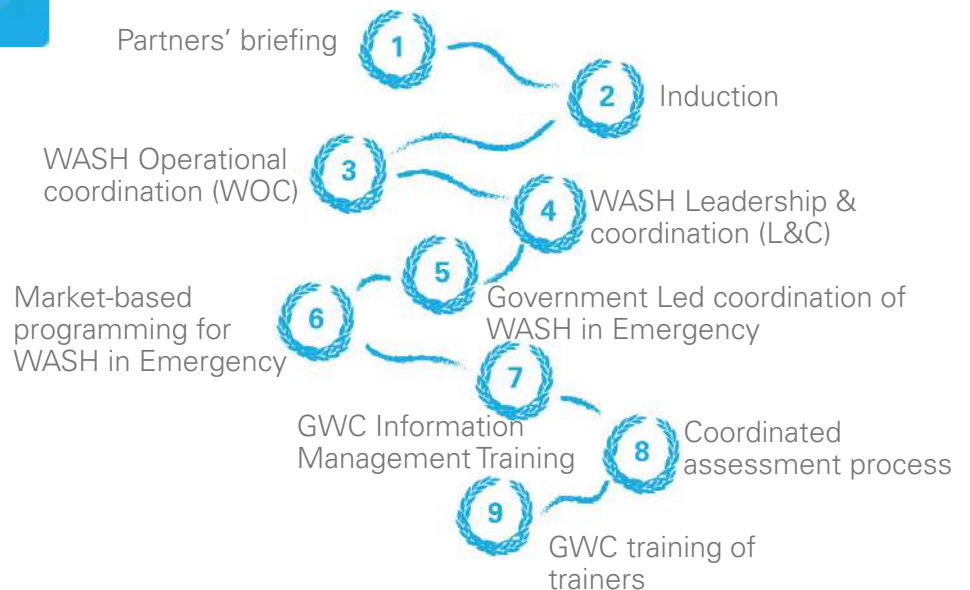 Partners’ briefing
1
2
Induction
WASH Operational
coordination (WOC)
3
4
WASH Leadership &
coordination (L&C)
5
Government Led coordination of
WASH in Emergency
Market-based
programming for
WASH in Emergency
6
7
GWC Information
Management Training
8
Coordinated
assessment process
9
GWC training of
trainers